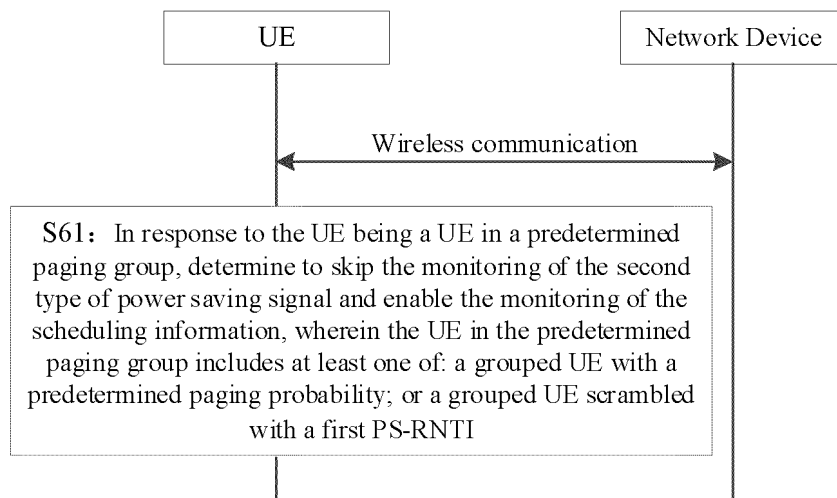 UE
Network Device
Wireless communication
S61: In response to the UE being a UE in a predetermined
paging group, determine to skip the monitoring of the second
type of power saving signal and enable the monitoring of the
scheduling information, wherein the UE in the predetermined
paging group includes at least one of: a grouped UE with a
predetermined paging probability; or a grouped UE scrambled
with a first PS-RNTI